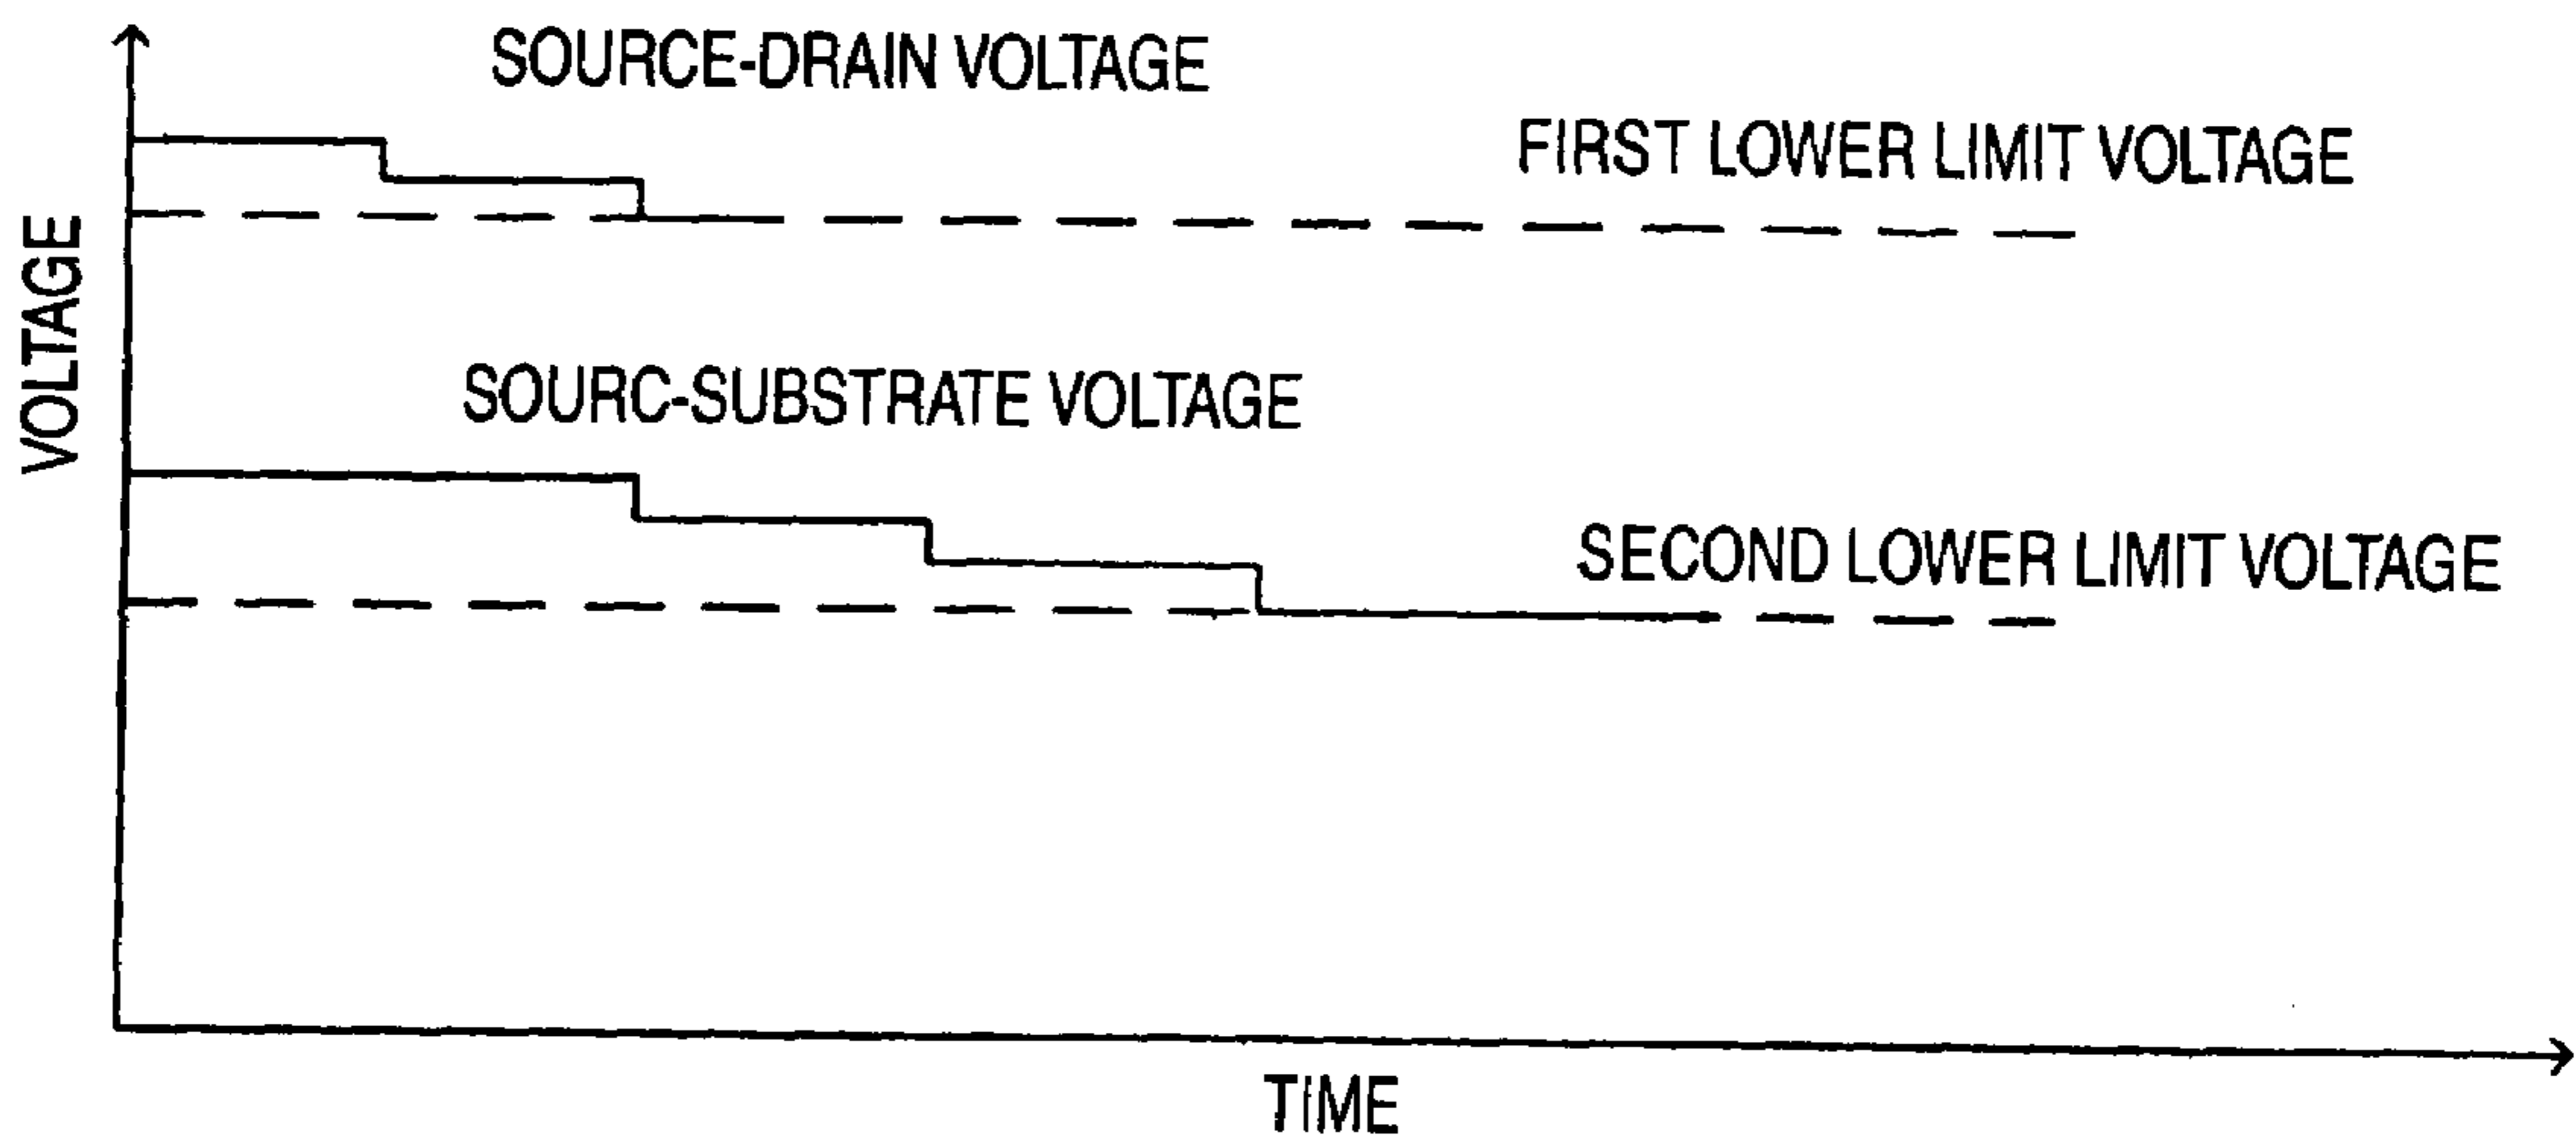 SOURCE-DRAIN VOLTAGE
FIRST LOWER LIMIT VOLTAGE
VOLTAGE
SOURC-SUBSTRATE VOLTAGE
SECOND LOWER LIMIT VOLTAGE
TIME